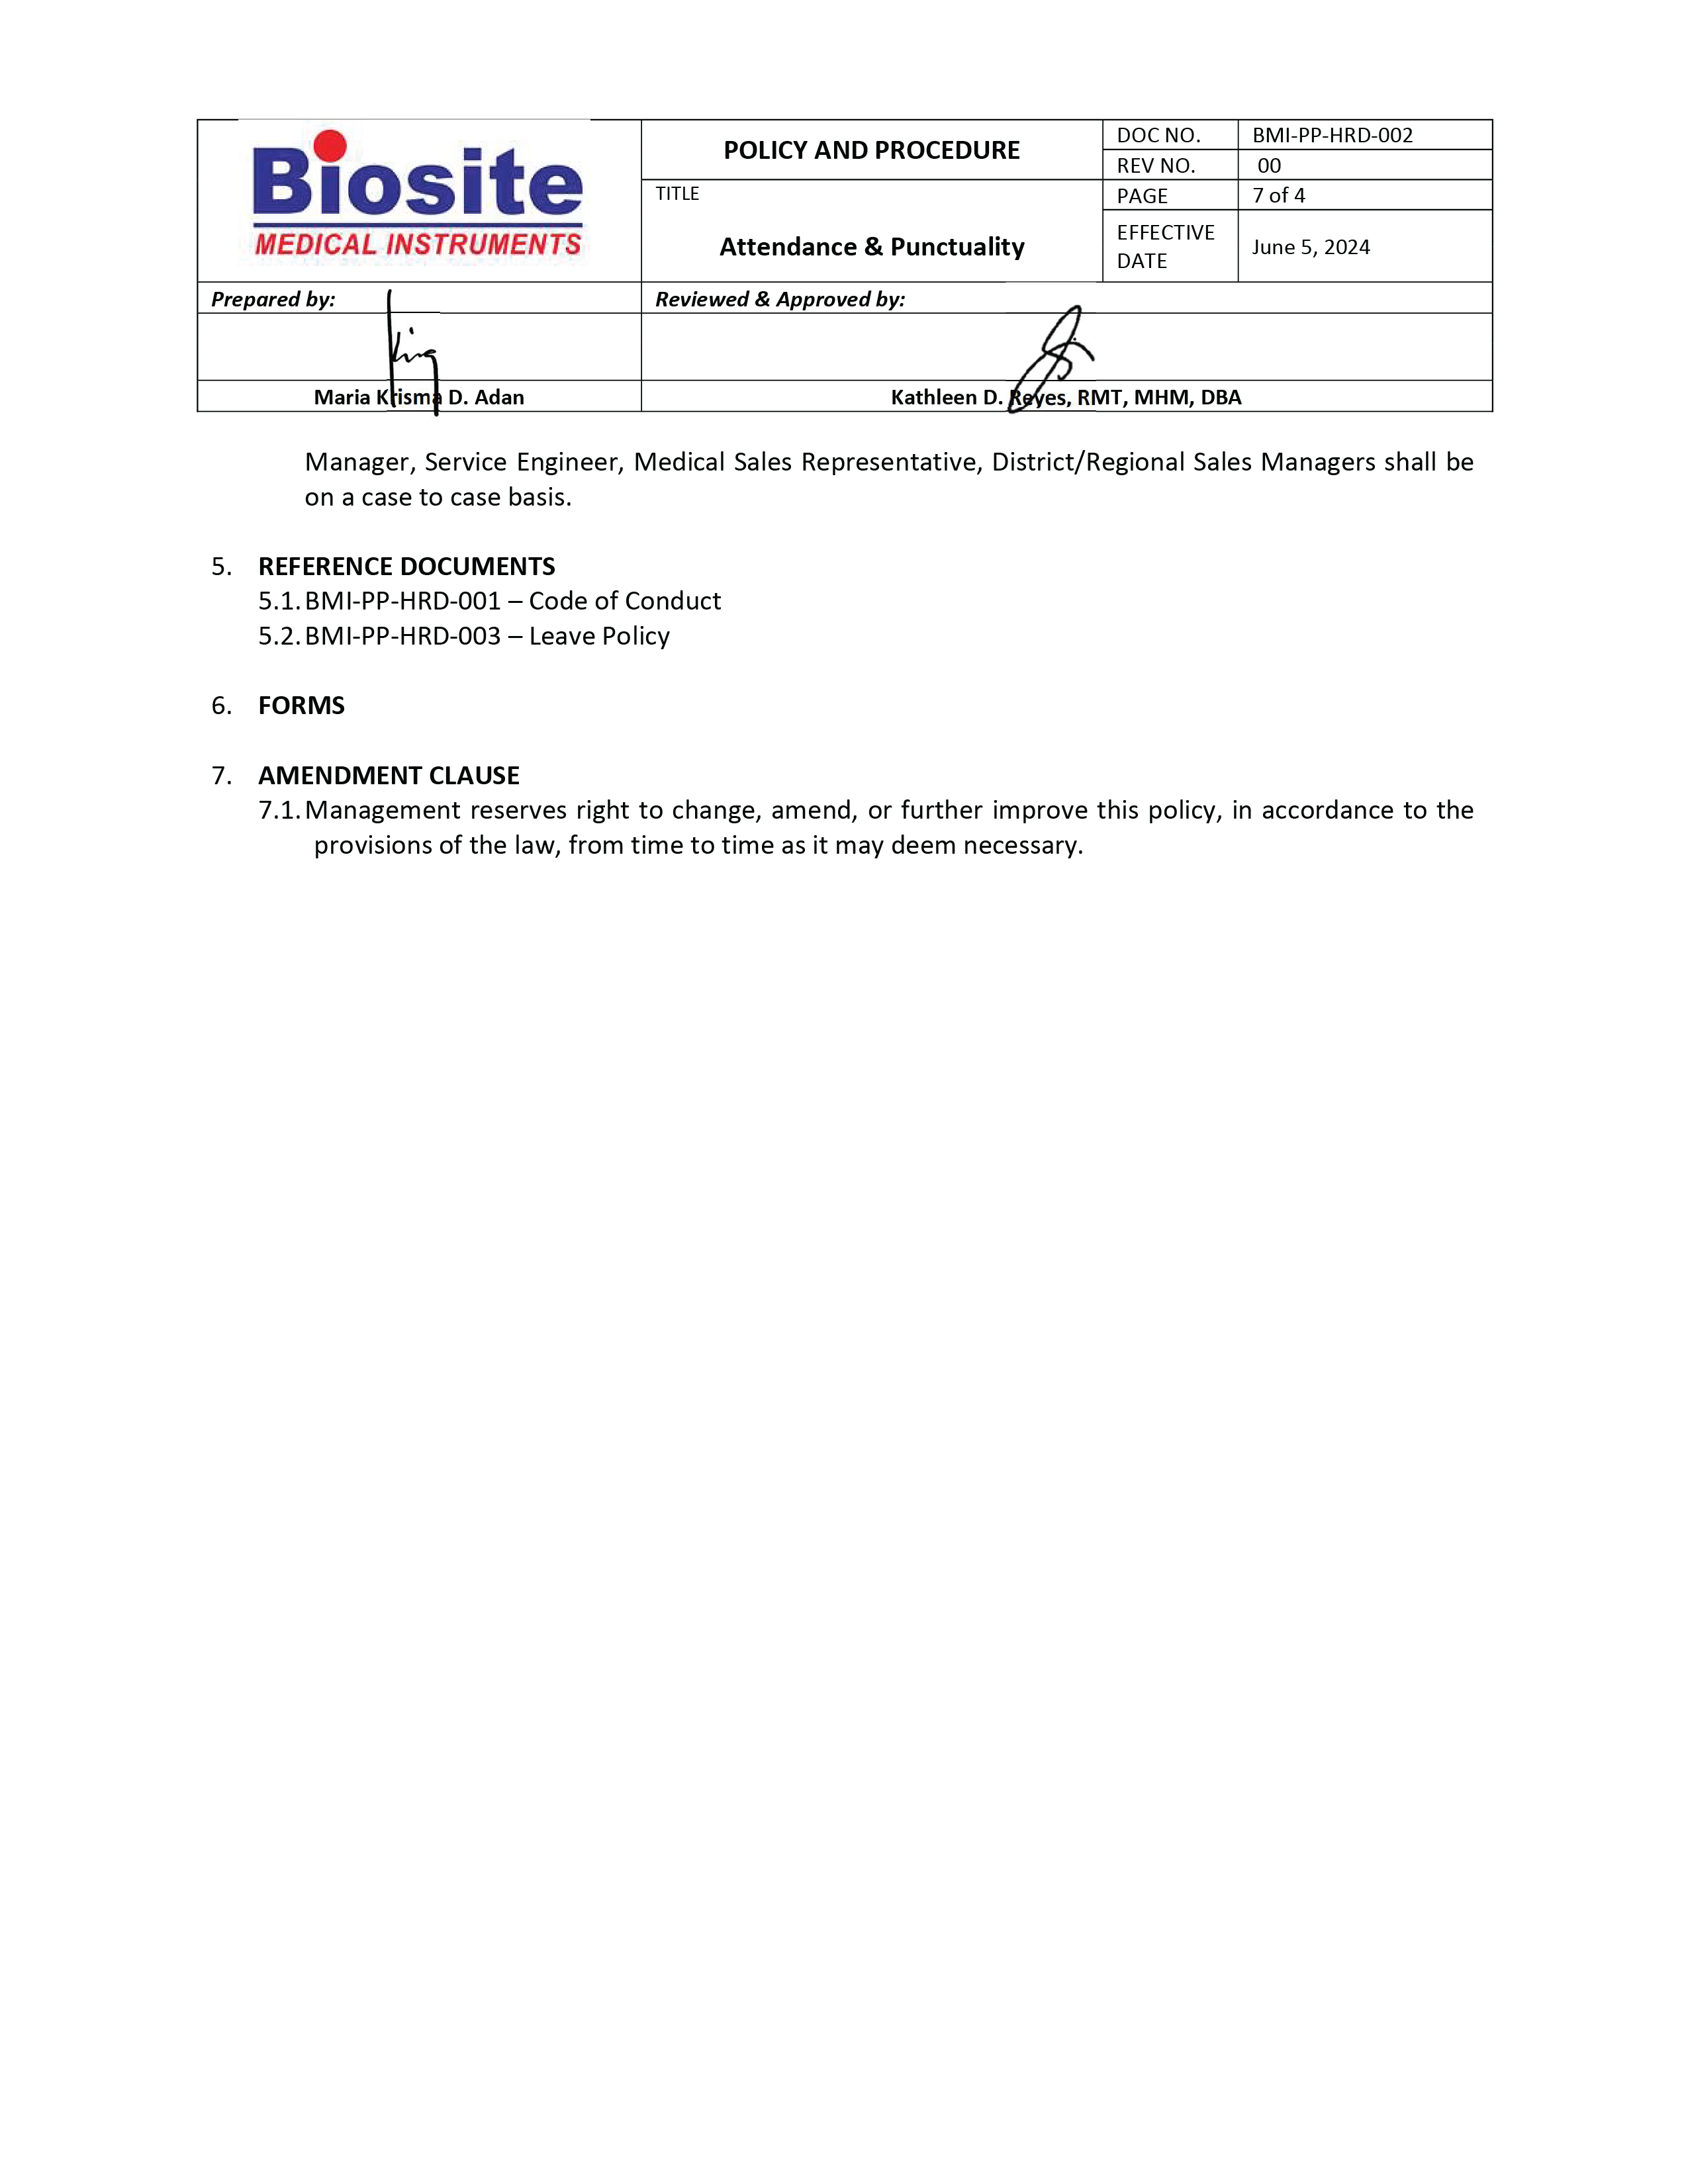 Biosite
MEDICAL INSTRUMENTS
POLICY AND PROCEDURE
DOC NO. BMI-PP-HRD-002
REV NO. 00
TITLE
PAGE 7 of 4
Attendance & Punctuality
EFFECTIVE DATE June 5, 2024
Prepared by: Reviewed & Approved by:
Maria Krisma D. Adan Kathleen D. Reyes, RMT, MHM, DBA
Manager, Service Engineer, Medical Sales Representative, District/Regional Sales Managers shall be
on a case to case basis.
5. REFERENCE DOCUMENTS
5.1. BMI-PP-HRD-001 – Code of Conduct
5.2. BMI-PP-HRD-003 – Leave Policy
6. FORMS
7. AMENDMENT CLAUSE
7.1. Management reserves right to change, amend, or further improve this policy, in accordance to the
provisions of the law, from time to time as it may deem necessary.